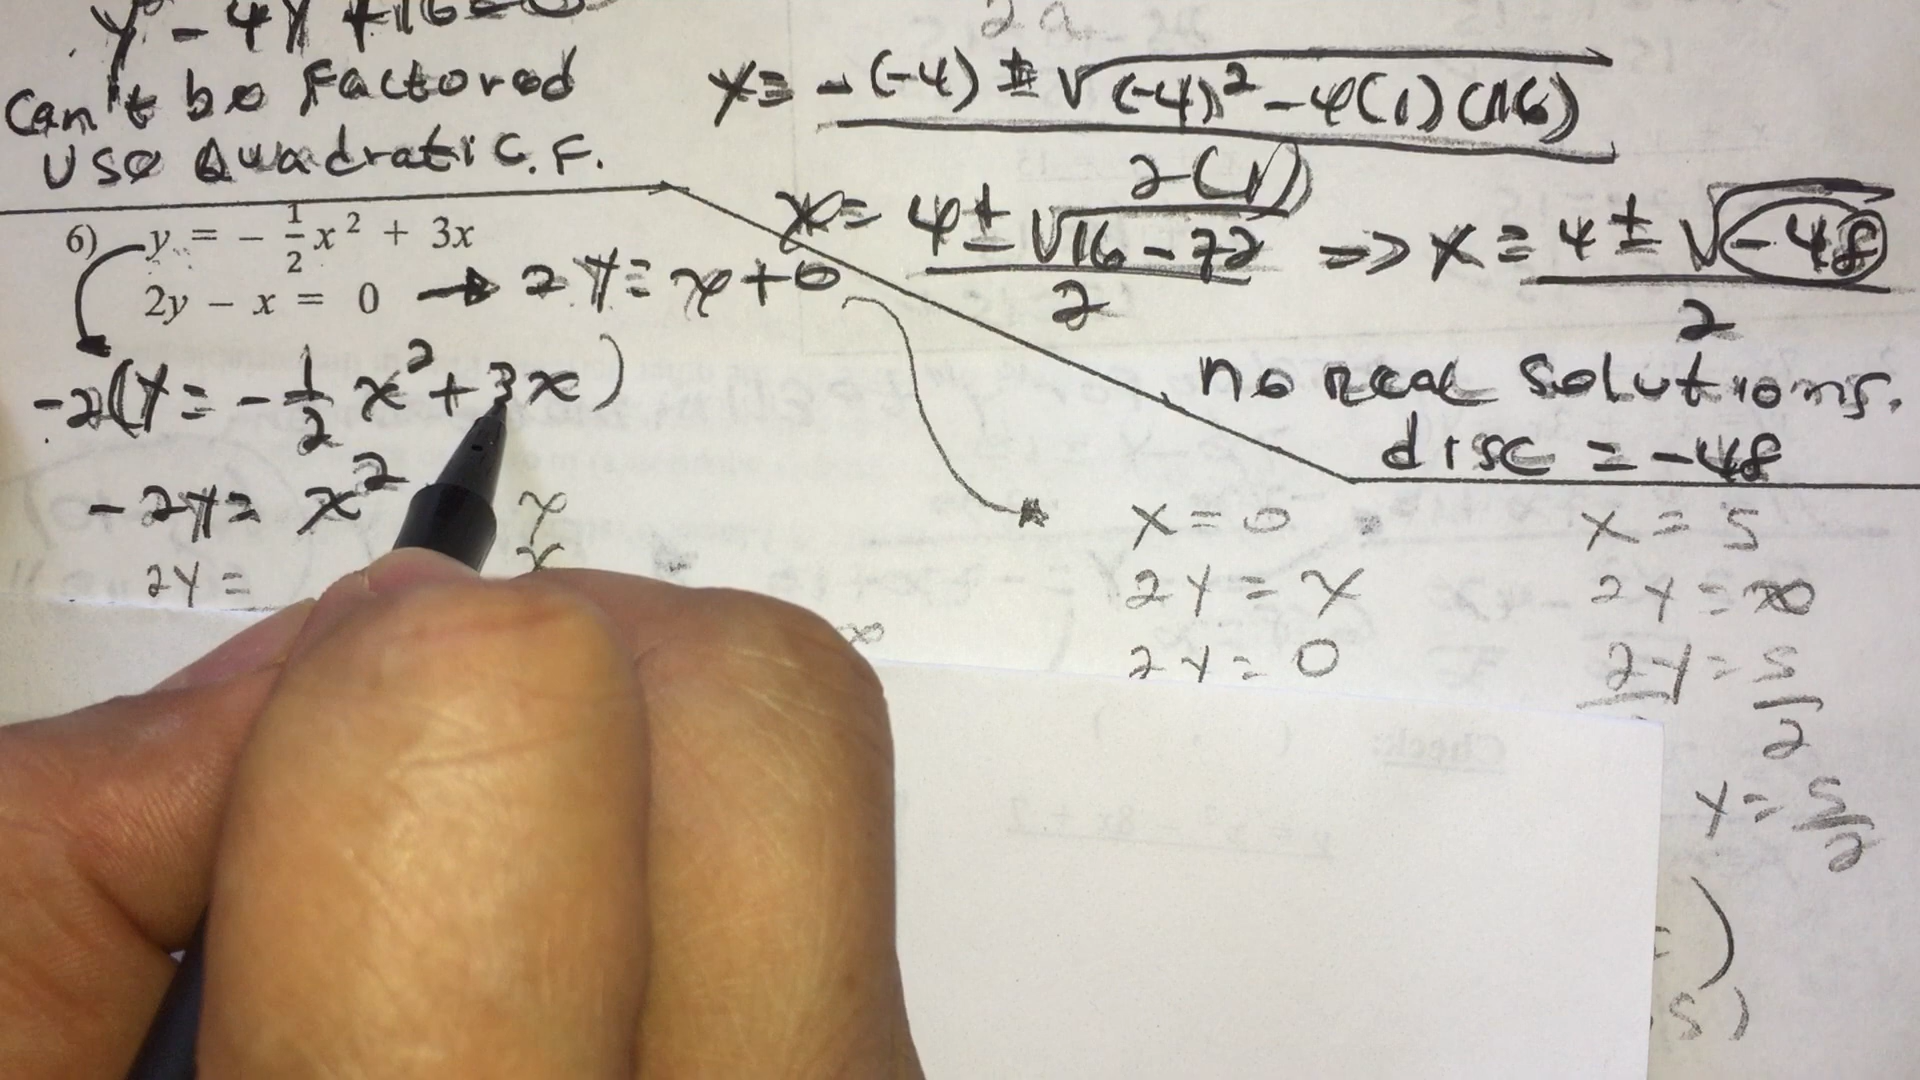 y² - 4y + 16 = 0
Can't be Factored
Use Quadratic. F.
x = -(-4) ± √(-4)² - 4(1)(16)
2(1)
x = 4 ± √16 - 72
2
=> x = 4 ± √-48
2
no real solutions.
disc = -48
6) y = - 1/2 x² + 3x
2y - x = 0 → 2y = x + 0
-2(y = - 1/2 x² + 3x)
-2y = x² x
2y = x
x = 0
2y = x
2y = 0
x = 5
2y = x
2y = 5
2
y = 5/2
)
5)